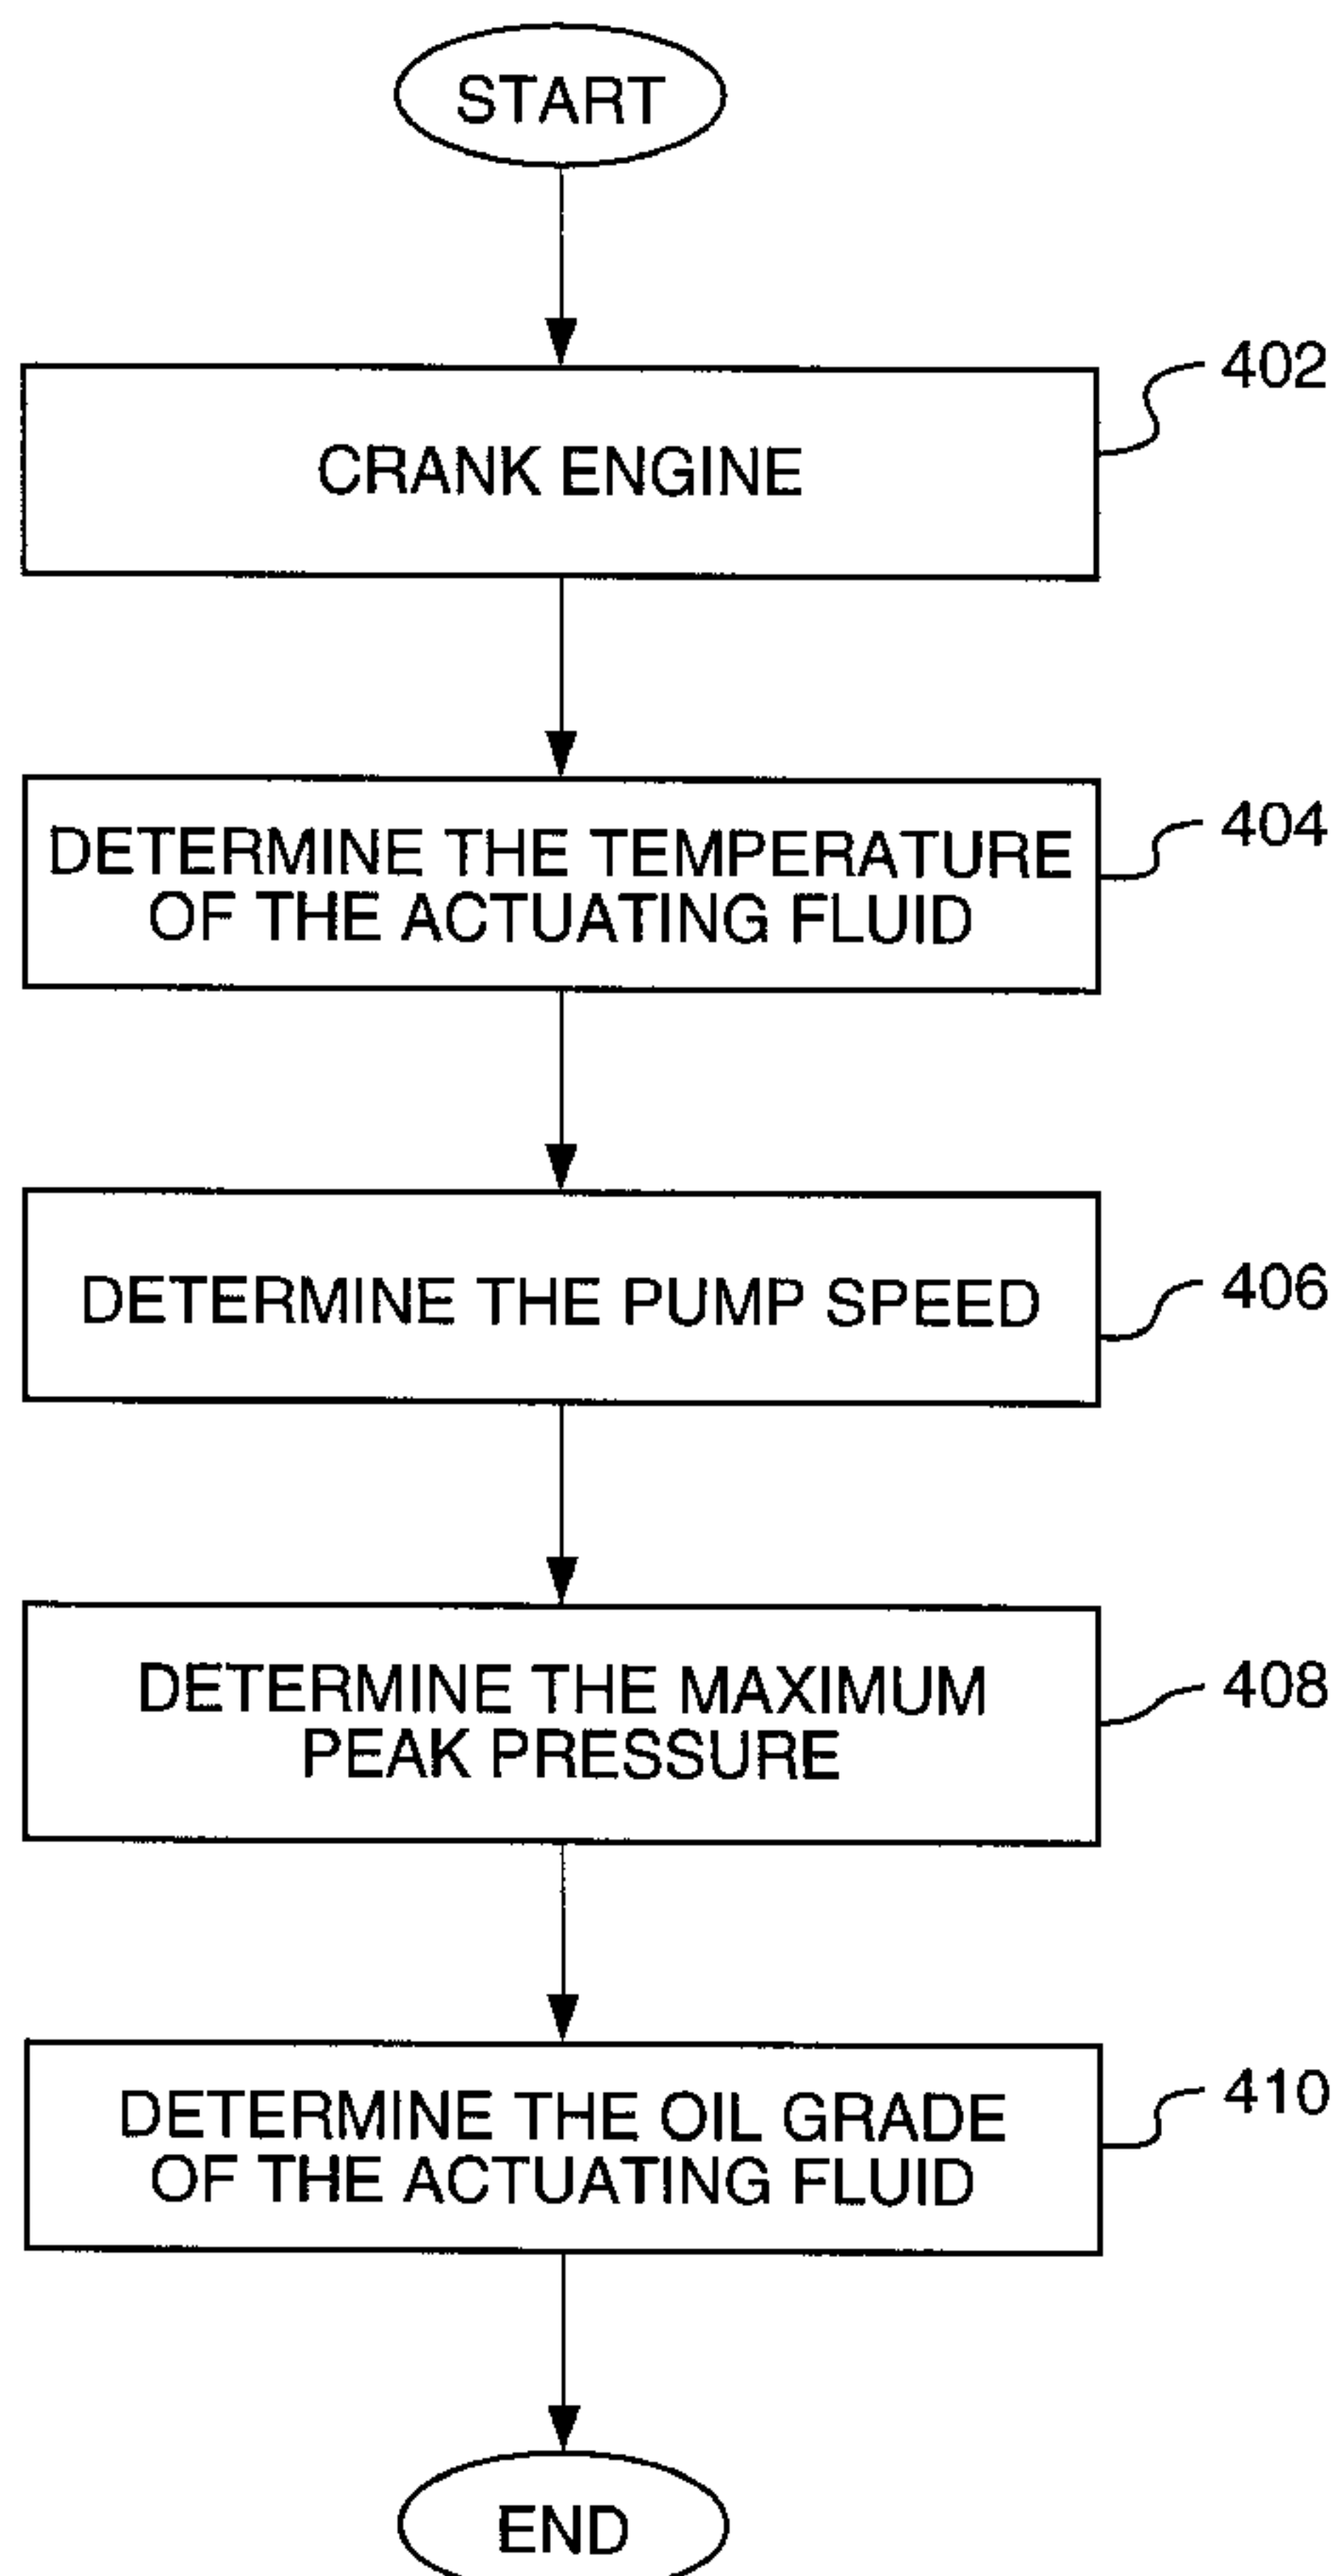 START
402
CRANK ENGINE
404
DETERMINE THE TEMPERATURE
OF THE ACTUATING FLUID
406
DETERMINE THE PUMP SPEED
408
DETERMINE THE MAXIMUM
PEAK PRESSURE
410
DETERMINE THE OIL GRADE
OF THE ACTUATING FLUID
END